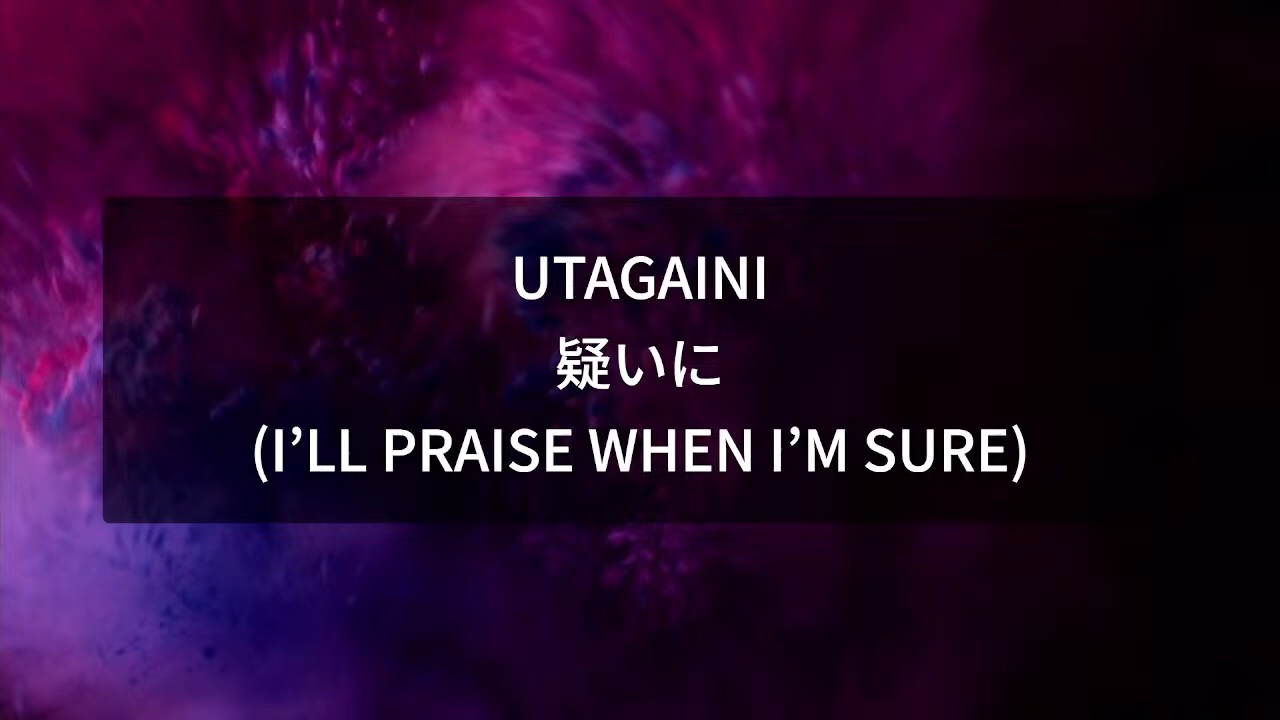 UTAGAINI
疑いに
(I’LL PRAISE WHEN I’M SURE)